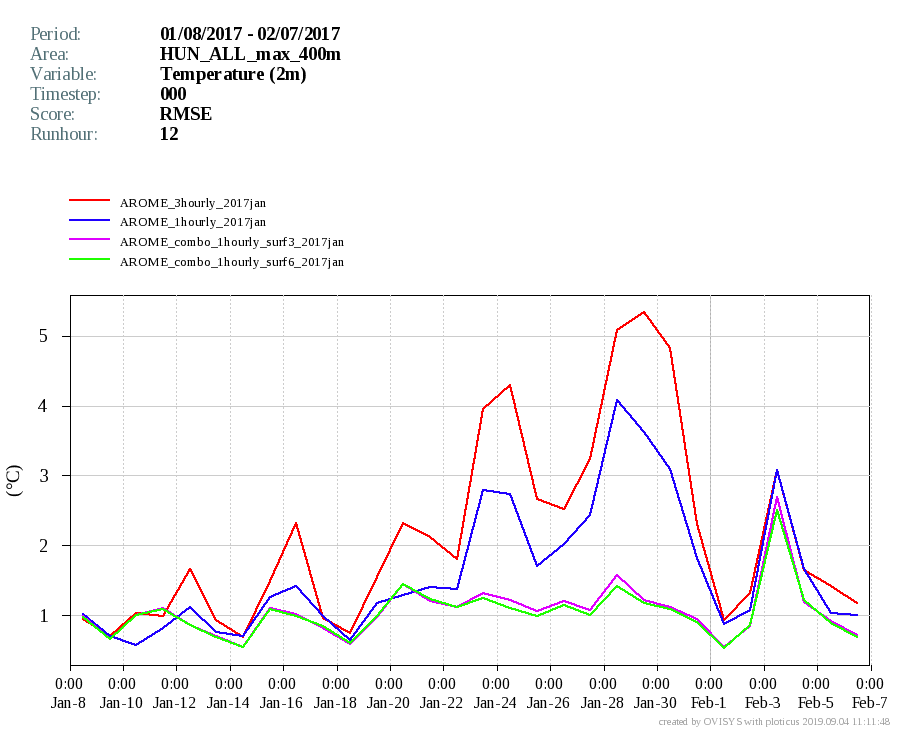 Period: 01/08/2017 - 02/07/2017
Area: HUN_ALL_max_400m
Variable: Temperature (2m)
Timestep: 000
Score: RMSE
Runhour: 12
AROME_3hourly_2017jan
AROME_1hourly_2017jan
AROME_combo_1hourly_surf3_2017jan
AROME_combo_1hourly_surf6_2017jan
5
4
3
2
1
(°C)
0:00 0:00 0:00 0:00 0:00 0:00 0:00 0:00 0:00 0:00 0:00 0:00 0:00 0:00 0:00 0:00
Jan-8 Jan-10 Jan-12 Jan-14 Jan-16 Jan-18 Jan-20 Jan-22 Jan-24 Jan-26 Jan-28 Jan-30 Feb-1 Feb-3 Feb-5 Feb-7
created by OVISYS with ploticus 2019.09.04 11:11:48